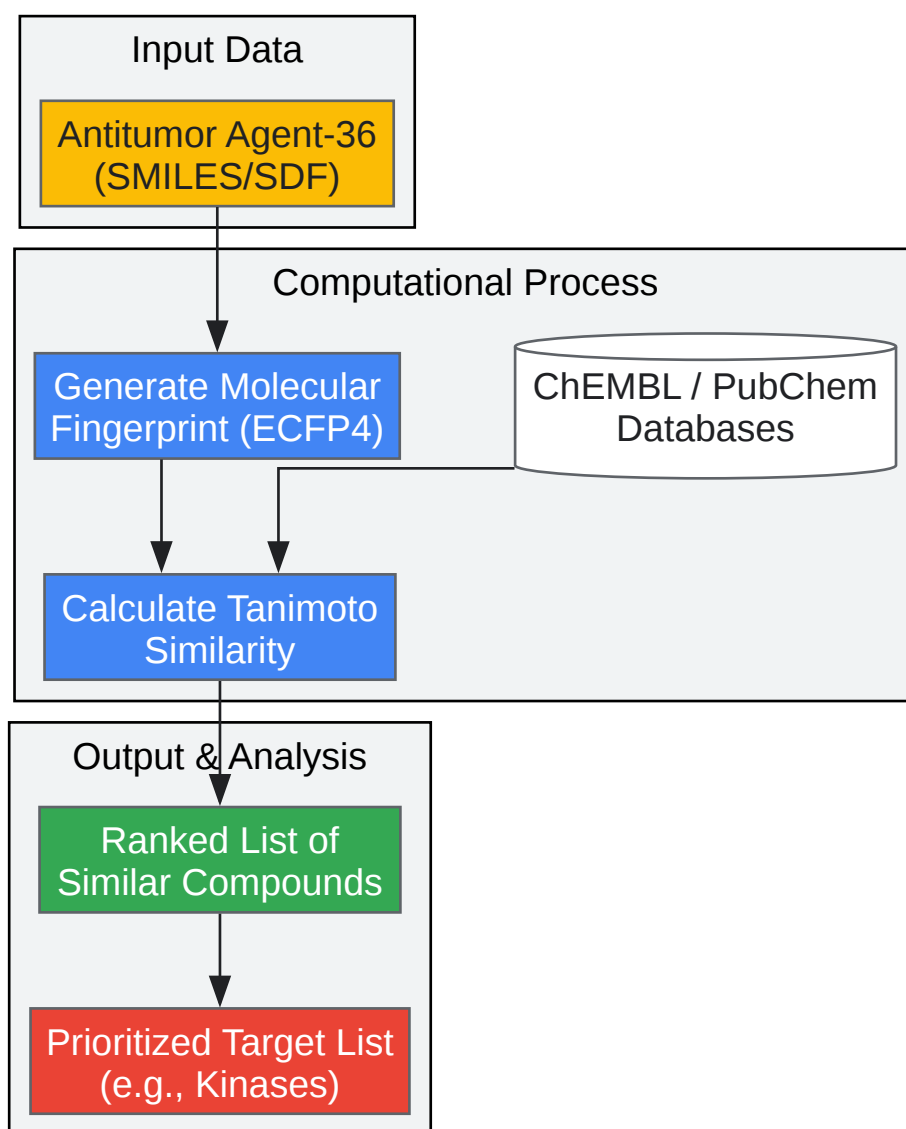 Input Data
Antitumor Agent-36
(SMILES/SDF)
Computational Process
Generate Molecular
Fingerprint (ECFP4)
ChEMBL / PubChem
Databases
Calculate Tanimoto
Similarity
Output & Analysis
Ranked List of
Similar Compounds
Prioritized Target List
(e.g., Kinases)